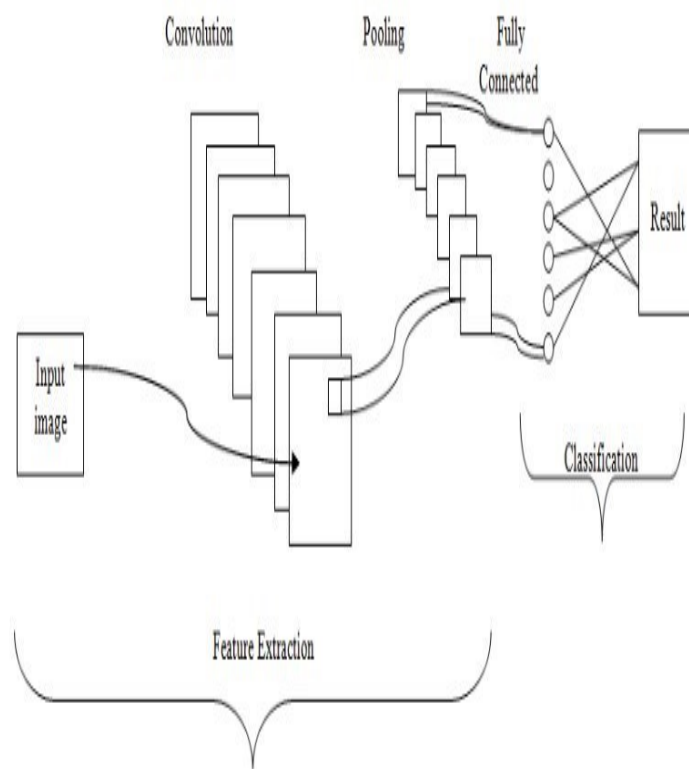 Convolution
Pooling
Fully
Connected
Input
image
Result
Classification
Feature Extraction